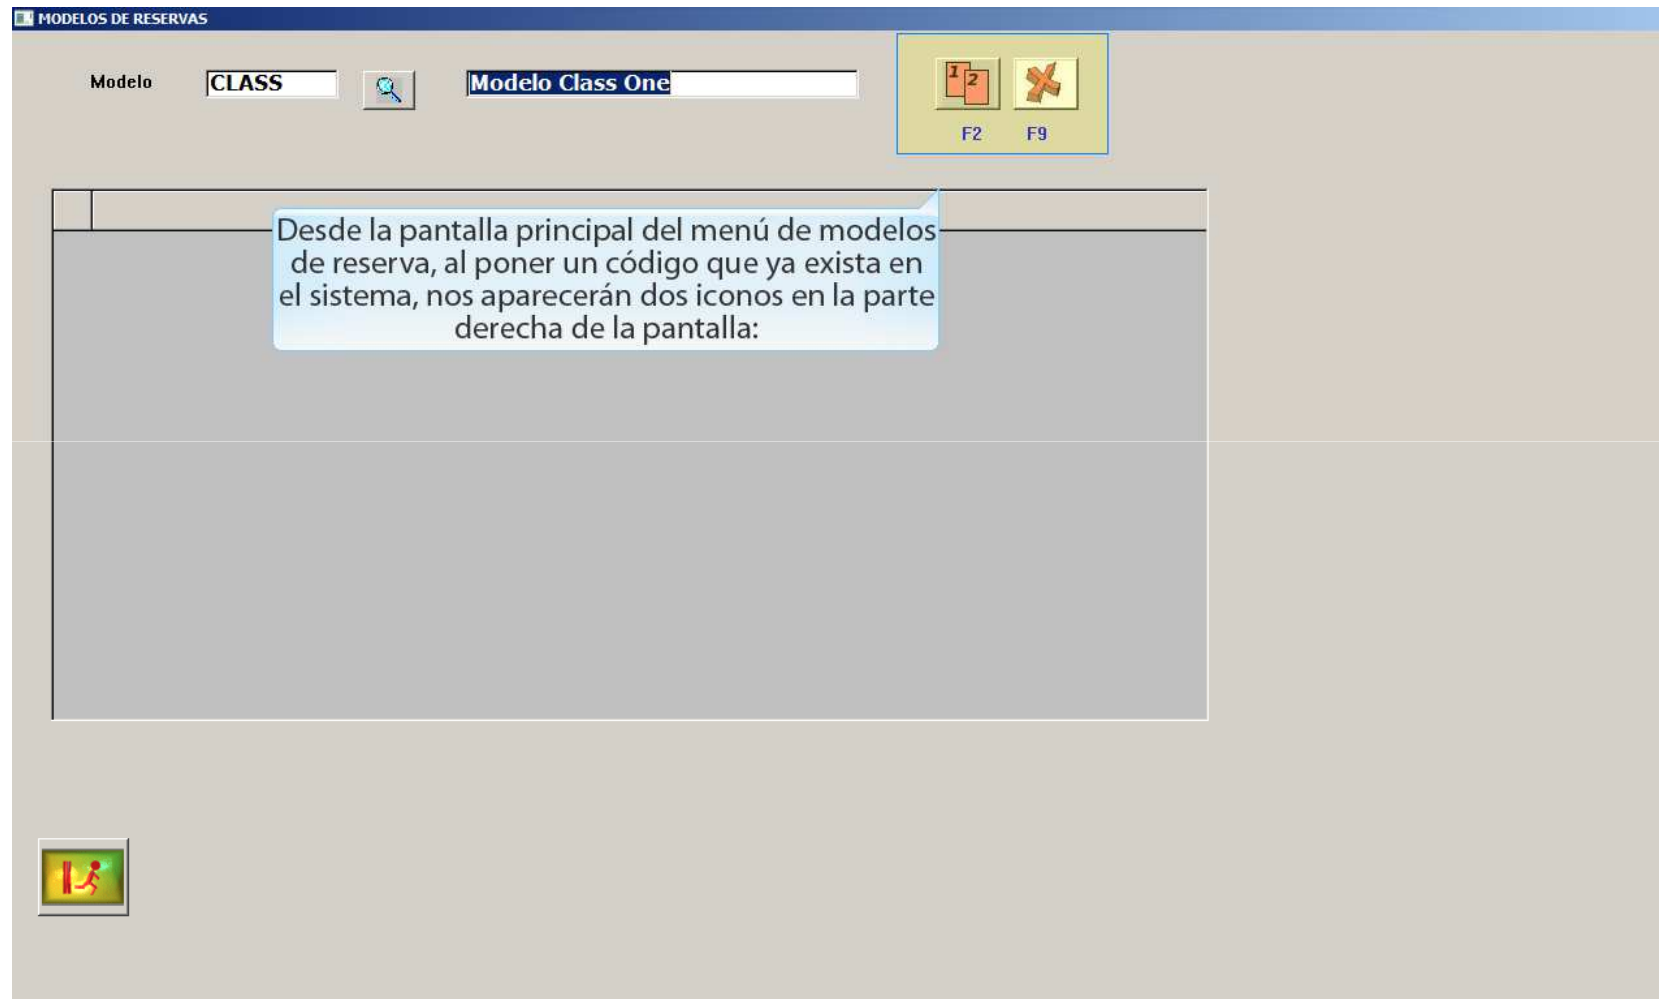 MODELOS DE RESERVAS
Modelo CLASS Modelo Class One
1 2
F2 F9
Desde la pantalla principal del menú de modelos
de reserva, al poner un código que ya exista en
el sistema, nos aparecerán dos iconos en la parte
derecha de la pantalla: